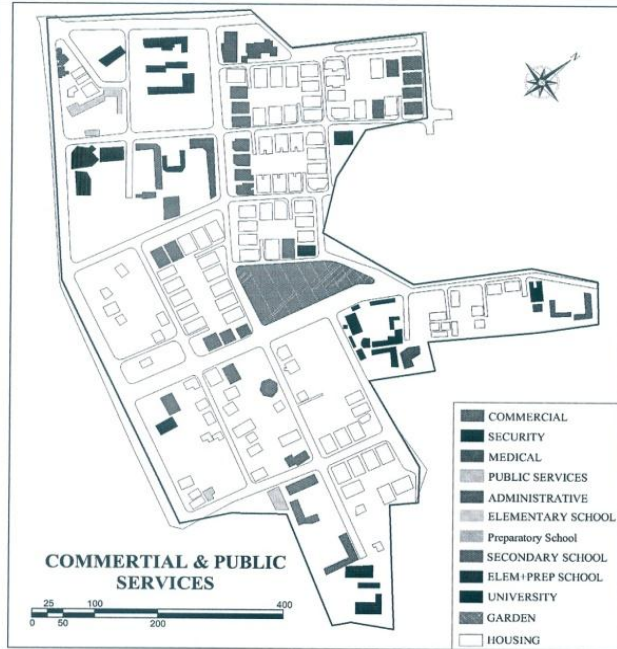 N
COMMERCIAL
SECURITY
MEDICAL
PUBLIC SERVICES
ADMINISTRATIVE
ELEMENTARY SCHOOL
Preparatory School
SECONDARY SCHOOL
ELEM+PREP SCHOOL
UNIVERSITY
GARDEN
HOUSING
COMMERTIAL & PUBLIC
SERVICES
25 100 400
0 50 200